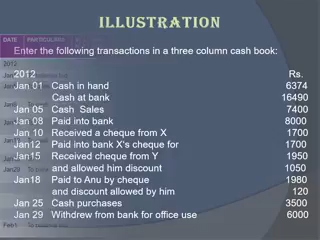 ILLUSTRATION
DATE PARTICULARS
2012
Enter the following transactions in a three column cash book:
2012 Rs.
Jan 01 Cash in hand 6374
Cash at bank 16490
Jan 05 Cash Sales 7400
Jan 08 Paid into bank 8000
Jan 10 Received a cheque from X 1700
Jan12 Paid into bank X's cheque for 1700
Jan15 Received cheque from Y 1950
and allowed him discount 1050
Jan18 Paid to Anu by cheque 1980
and discount allowed by him 120
Jan 25 Cash purchases 3500
Jan 29 Withdrew from bank for office use 6000
Feb1